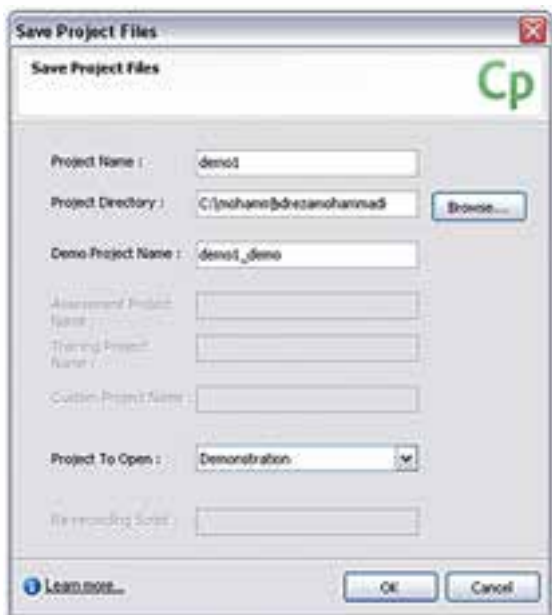 Save Project Files
Save Project Files
Cp
Project Name :
demo1
Project Directory :
Browse...
Demo Project Name :
demo1_demo
Assessment Project
Name :
Training Project
Name :
Custom Project Name :
Project To Open :
Demonstration
Re-recording Script :
Learn more...
OK
Cancel